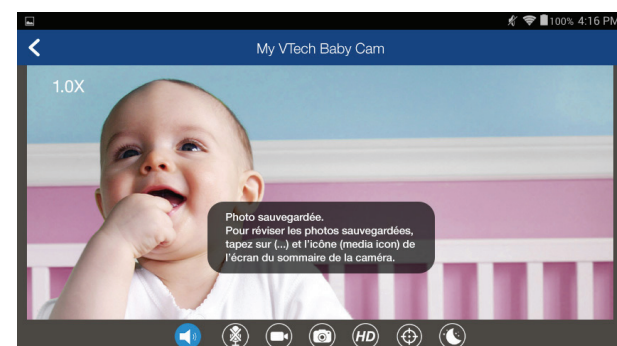 100% 4:16 PM
My VTech Baby Cam
1.0X
Photo sauvegardée.
Pour réviser les photos sauvegardées,
tapez sur (...) et l'icône (media icon) de
l'écran du sommaire de la caméra.
HD